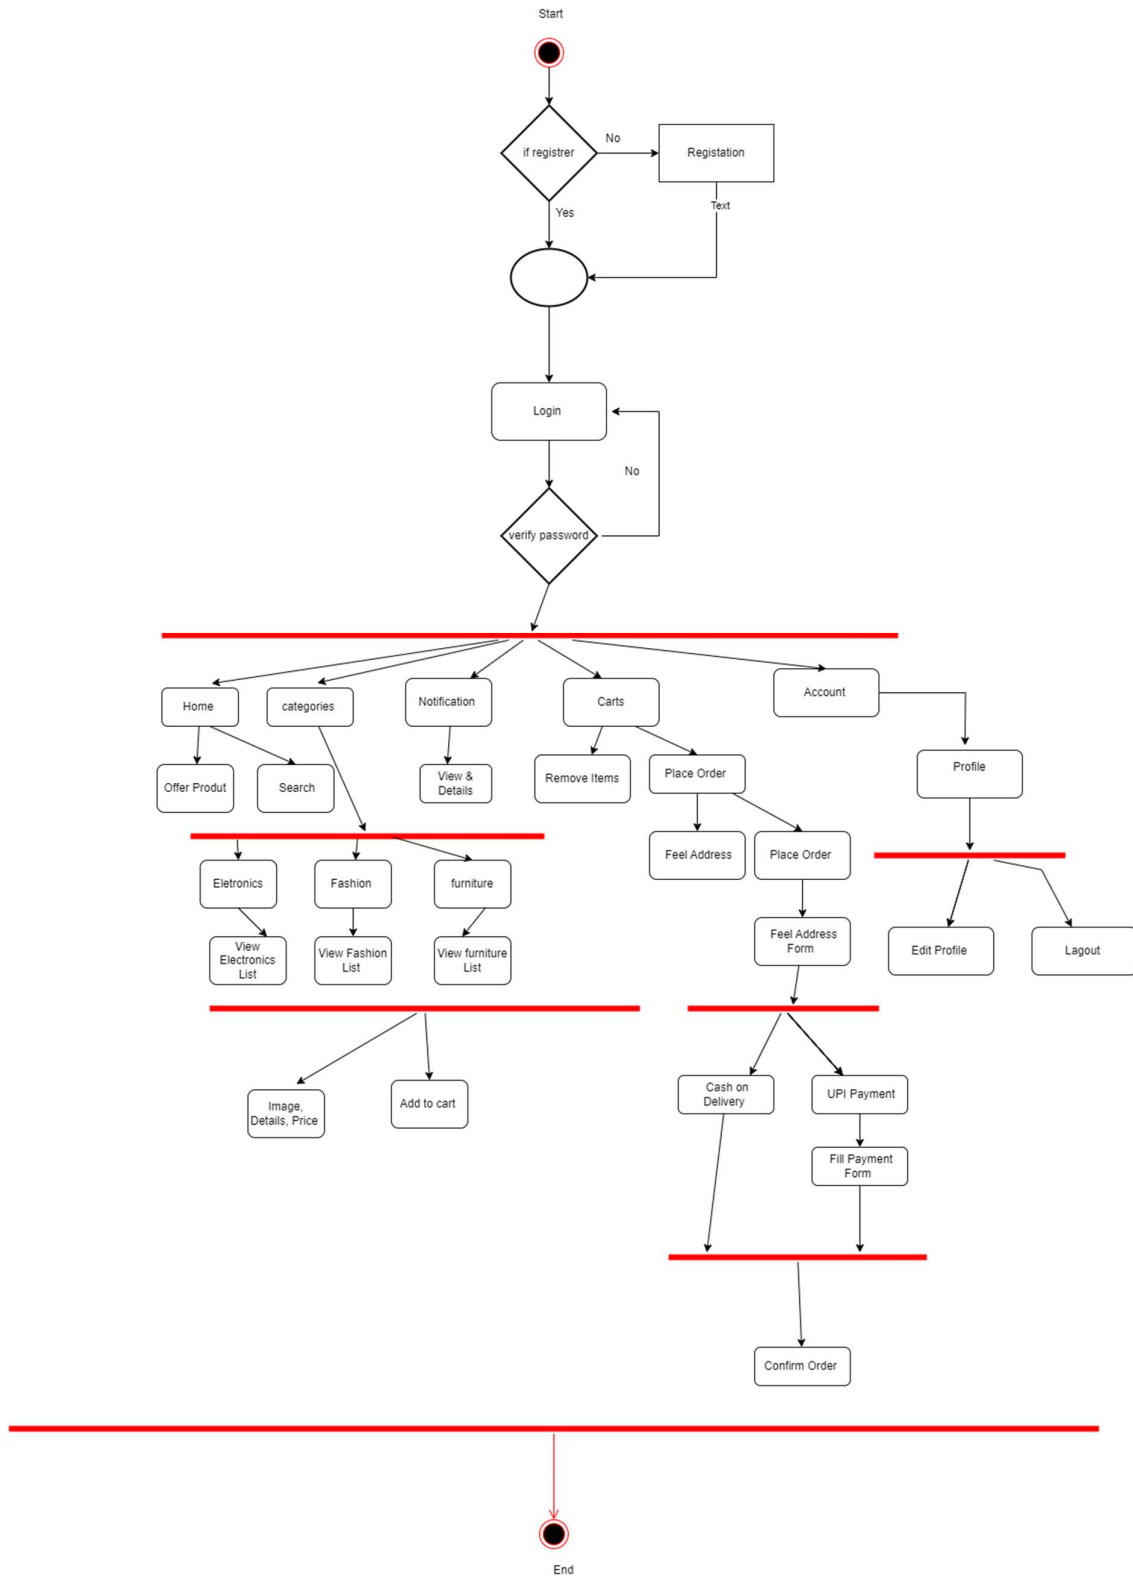 Start
if registrer
No
Registation
Yes
Text
Login
No
verify password
Home
categories
Notification
Carts
Account
Offer Produt
Search
View &
Details
Remove Items
Place Order
Profile
Eletronics
Fashion
furniture
Feel Address
Place Order
View
Electronics
List
View Fashion
List
View furniture
List
Feel Address
Form
Edit Profile
Lagout
Image,
Details, Price
Add to cart
Cash on
Delivery
UPI Payment
Fill Payment
Form
Confirm Order
End